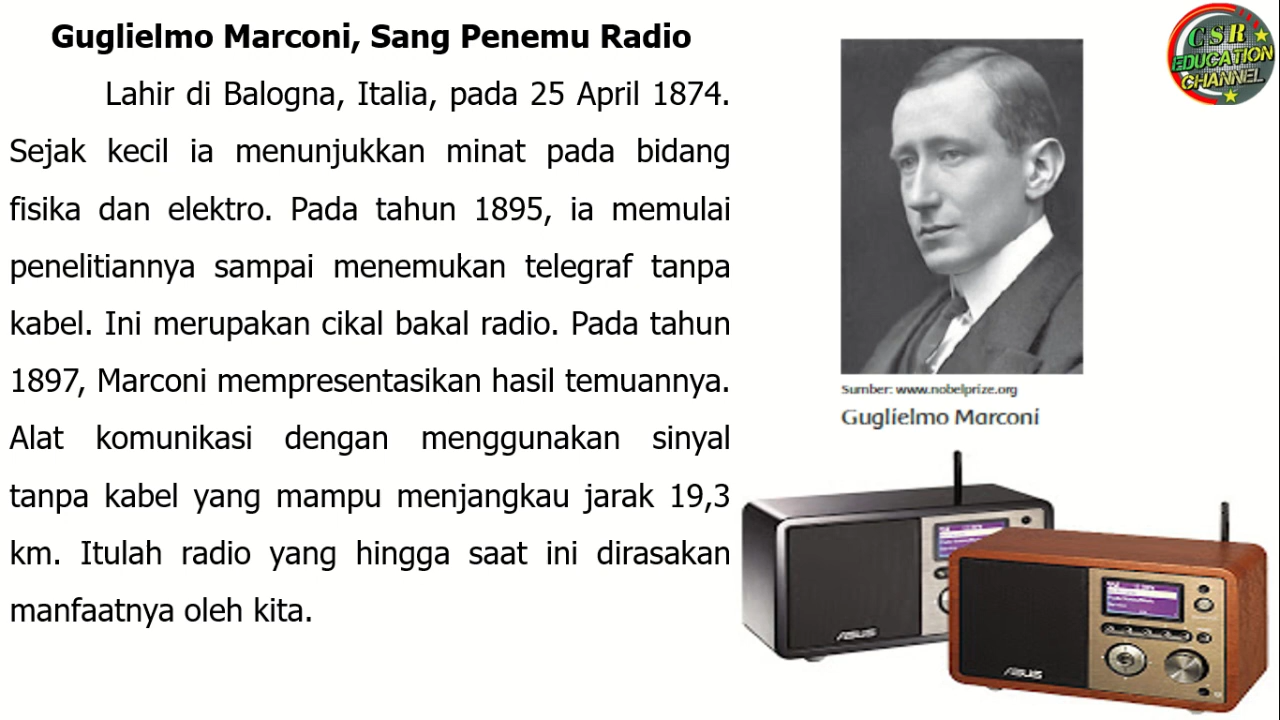 Guglielmo Marconi, Sang Penemu Radio
Lahir di Balogna, Italia, pada 25 April 1874.
Sejak kecil ia menunjukkan minat pada bidang
fisika dan elektro. Pada tahun 1895, ia memulai
penelitiannya sampai menemukan telegraf tanpa
kabel. Ini merupakan cikal bakal radio. Pada tahun
1897, Marconi mempresentasikan hasil temuannya.
Alat komunikasi dengan menggunakan sinyal
tanpa kabel yang mampu menjangkau jarak 19,3
km. Itulah radio yang hingga saat ini dirasakan
manfaatnya oleh kita.
CSR
EDUCATION
CHANNEL
Sumber: www.nobelprize.org
Guglielmo Marconi
ASUS
ASUS